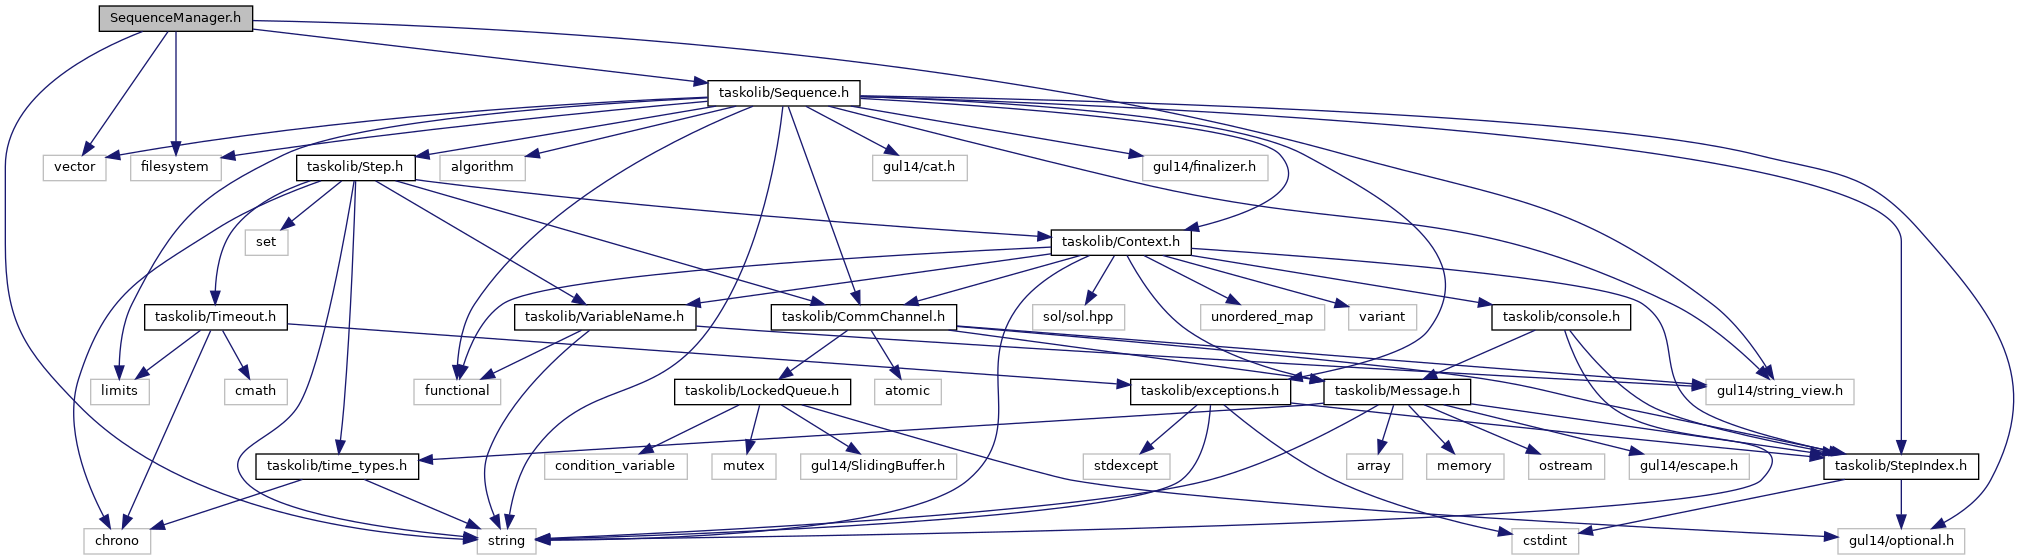 SequenceManager.h
taskolib/Sequence.h
vector
filesystem
taskolib/Step.h
algorithm
gul14/cat.h
gul14/finalizer.h
set
taskolib/Context.h
taskolib/Timeout.h
taskolib/VariableName.h
taskolib/CommChannel.h
sol/sol.hpp
unordered_map
variant
taskolib/console.h
limits
cmath
functional
taskolib/LockedQueue.h
atomic
taskolib/exceptions.h
taskolib/Message.h
gul14/string_view.h
taskolib/time_types.h
condition_variable
mutex
gul14/SlidingBuffer.h
stdexcept
array
memory
ostream
gul14/escape.h
taskolib/StepIndex.h
chrono
string
cstdint
gul14/optional.h